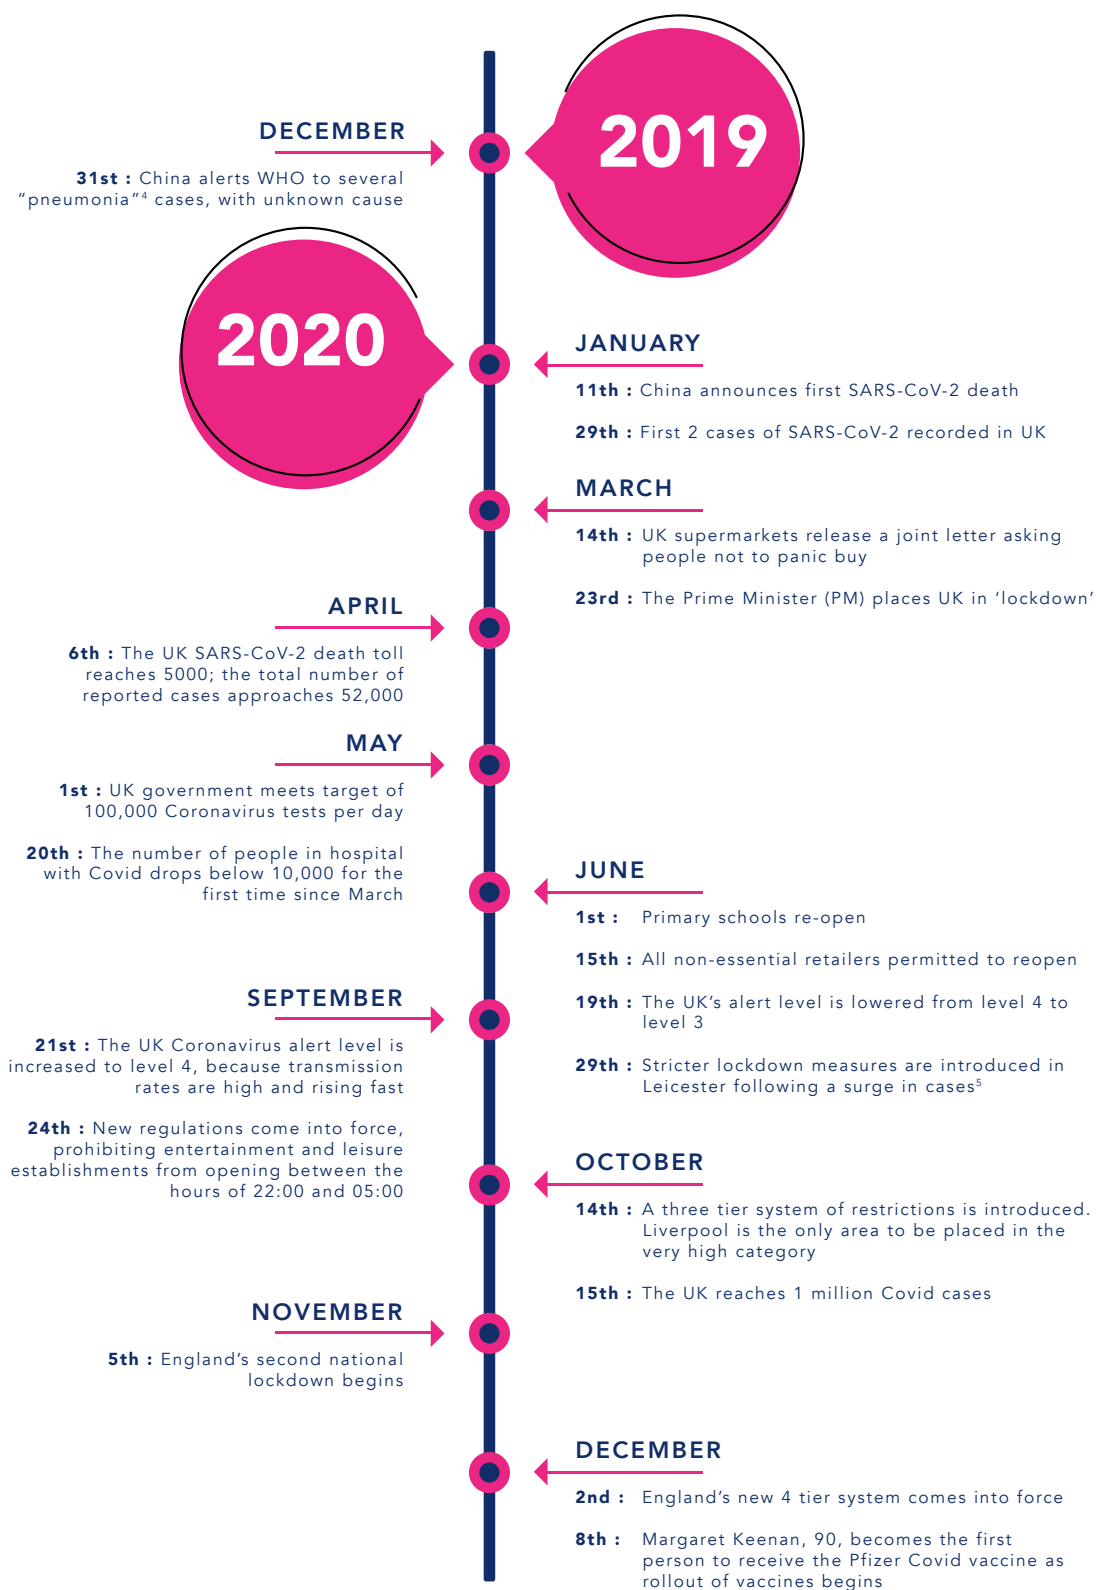 2019
DECEMBER
31st : China alerts WHO to several
“pneumonia”⁴ cases, with unknown cause
2020
JANUARY
11th : China announces first SARS-CoV-2 death
29th : First 2 cases of SARS-CoV-2 recorded in UK
MARCH
14th : UK supermarkets release a joint letter asking
people not to panic buy
23rd : The Prime Minister (PM) places UK in ‘lockdown’
APRIL
6th : The UK SARS-CoV-2 death toll
reaches 5000; the total number of
reported cases approaches 52,000
MAY
1st : UK government meets target of
100,000 Coronavirus tests per day
20th : The number of people in hospital
with Covid drops below 10,000 for the
first time since March
JUNE
1st : Primary schools re-open
15th : All non-essential retailers permitted to reopen
19th : The UK’s alert level is lowered from level 4 to
level 3
29th : Stricter lockdown measures are introduced in
Leicester following a surge in cases⁵
SEPTEMBER
21st : The UK Coronavirus alert level is
increased to level 4, because transmission
rates are high and rising fast
24th : New regulations come into force,
prohibiting entertainment and leisure
establishments from opening between the
hours of 22:00 and 05:00
OCTOBER
14th : A three tier system of restrictions is introduced.
Liverpool is the only area to be placed in the
very high category
15th : The UK reaches 1 million Covid cases
NOVEMBER
5th : England’s second national
lockdown begins
DECEMBER
2nd : England’s new 4 tier system comes into force
8th : Margaret Keenan, 90, becomes the first
person to receive the Pfizer Covid vaccine as
rollout of vaccines begins